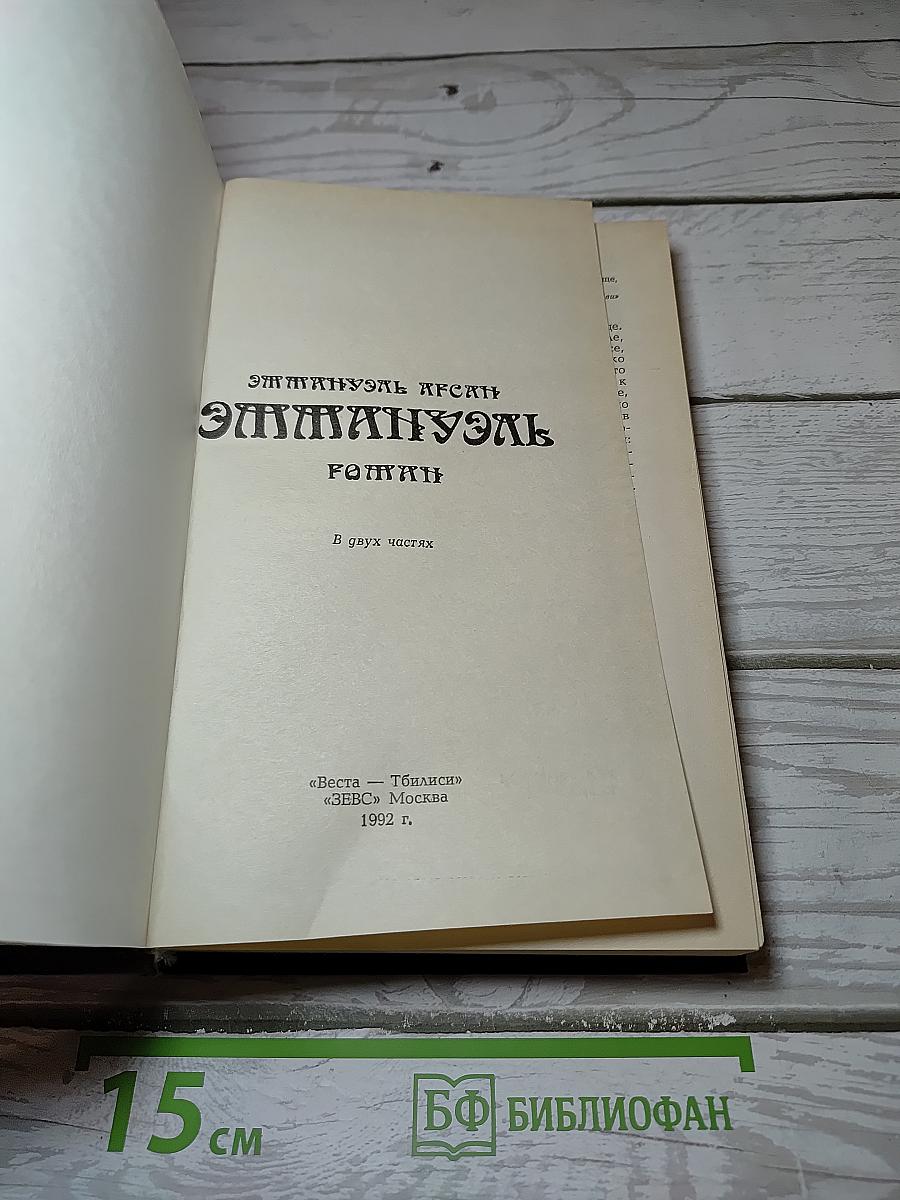 ЭММАНУЭЛЬ АРСАН
ЭММАНУЭЛЬ
РОМАН
В двух частях
«Веста — Тбилиси»
«ЗЕВС» Москва
1992 г.
15 см
БФ БИБЛИОФАН